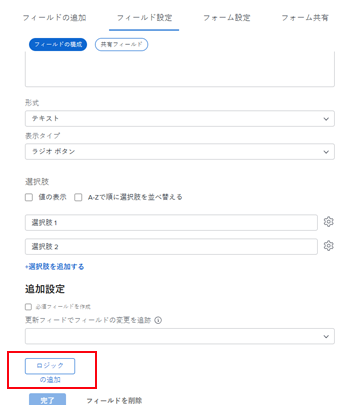 フィールドの追加 フィールド設定 フォーム設定 フォーム共有
フィールドの構成 共有フィールド
形式
テキスト
表示タイプ
ラジオ ボタン
選択肢
値の表示 A-Zで順に選択肢を並べ替える
選択肢 1
選択肢 2
+選択肢を追加する
追加設定
必須フィールドを作成
更新フィードでフィールドの変更を追跡
ロジック
の追加
完了 フィールドを削除